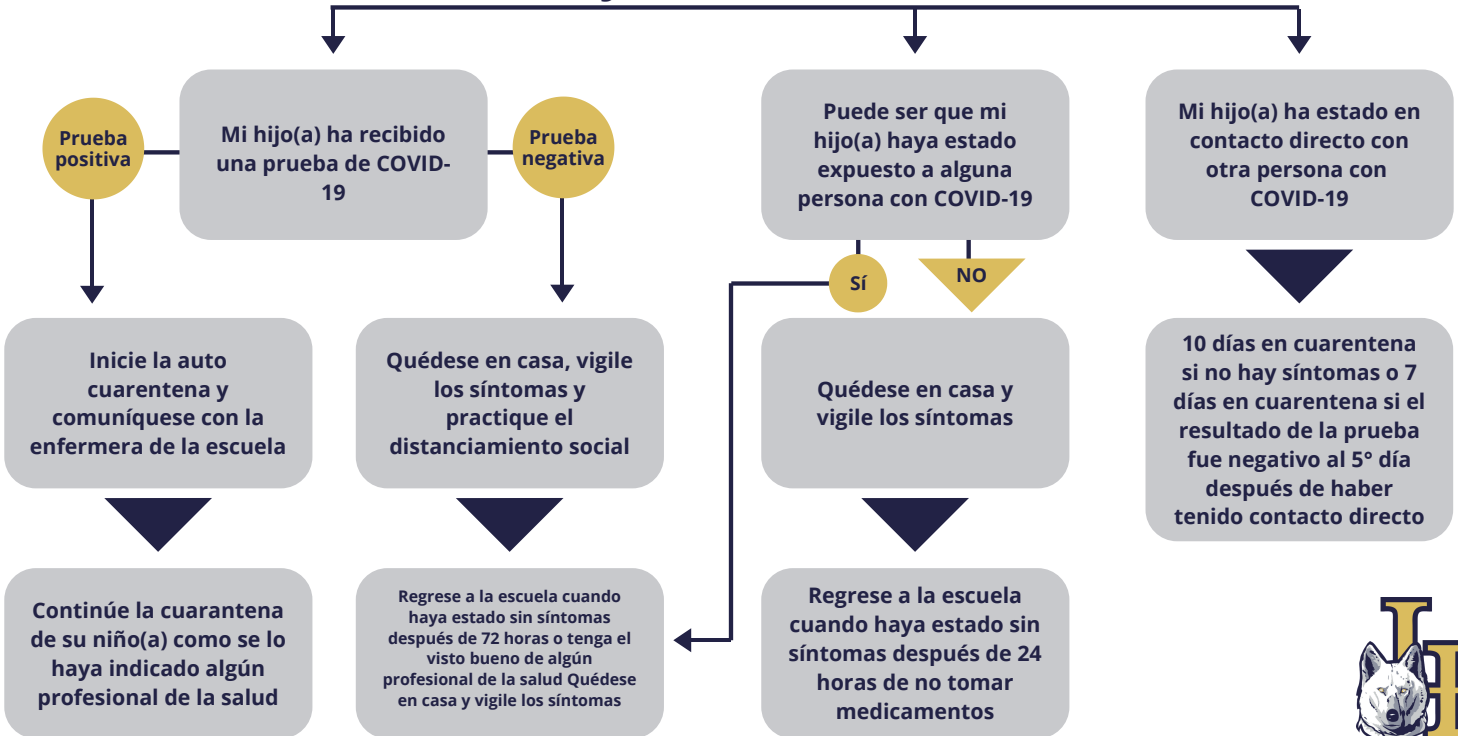 Prueba
positiva
Mi hijo(a) ha recibido
una prueba de COVID-
19
Prueba
negativa
Puede ser que mi
hijo(a) haya estado
expuesto a alguna
persona con COVID-19
Mi hijo(a) ha estado en
contacto directo con
otra persona con
COVID-19
Sí
NO
Inicie la auto
cuarentena y
comuníquese con la
enfermera de la escuela
Quédese en casa, vigile
los síntomas y
practique el
distanciamiento social
Quédese en casa y
vigile los síntomas
10 días en cuarentena
si no hay síntomas o 7
días en cuarentena si el
resultado de la prueba
fue negativo al 5° día
después de haber
tenido contacto directo
Continúe la cuarantena
de su niño(a) como se lo
haya indicado algún
profesional de la salud
Regrese a la escuela cuando
haya estado sin síntomas
después de 72 horas o tenga el
visto bueno de algún
profesional de la salud Quédese
en casa y vigile los síntomas
Regrese a la escuela
cuando haya estado sin
síntomas después de 24
horas de no tomar
medicamentos